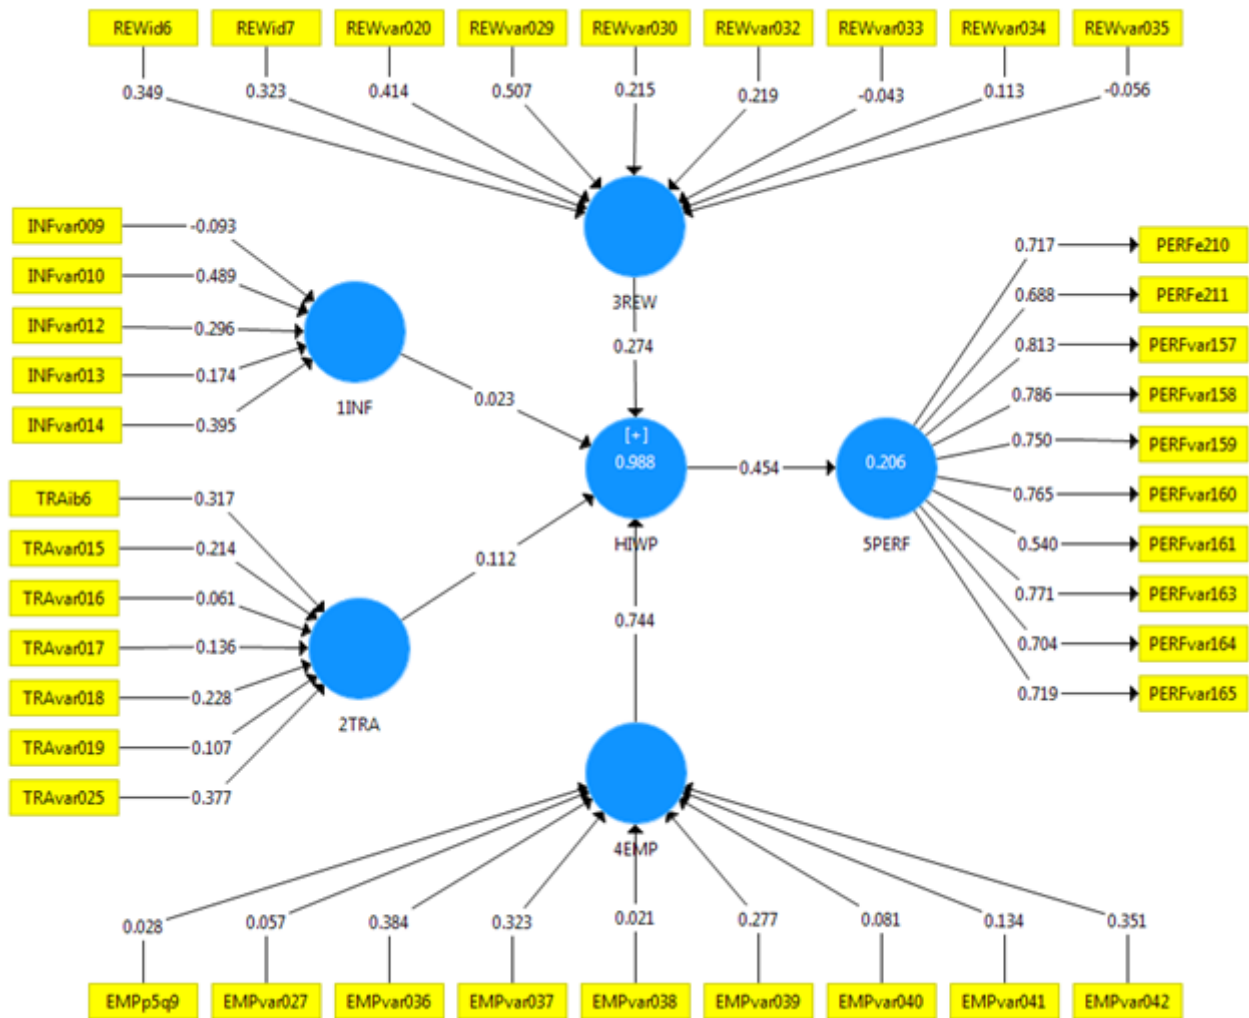 REWid6 REWid7 REWvar020 REWvar029 REWvar030 REWvar032 REWvar033 REWvar034 REWvar035
0.349 0.323 0.414 0.507 0.215 0.219 -0.043 0.113 -0.056
INFvar009 -0.093
INFvar010 0.489
INFvar012 0.296
INFvar013 0.174
INFvar014 0.395
1INF
0.023
3REW
0.274
TRAib6 0.317
TRAvar015 0.214
TRAvar016 0.061
TRAvar017 0.136
TRAvar018 0.228
TRAvar019 0.107
TRAvar025 0.377
2TRA
0.112
[+]
0.988
HIWP
0.454
0.206
5PERF
0.717 PERFe210
0.688 PERFe211
0.813 PERFvar157
0.786 PERFvar158
0.750 PERFvar159
0.765 PERFvar160
0.540 PERFvar161
0.771 PERFvar163
0.704 PERFvar164
0.719 PERFvar165
0.744
4EMP
0.028 0.057 0.384 0.323 0.021 0.277 0.081 0.134 0.351
EMPp5q9 EMPvar027 EMPvar036 EMPvar037 EMPvar038 EMPvar039 EMPvar040 EMPvar041 EMPvar042